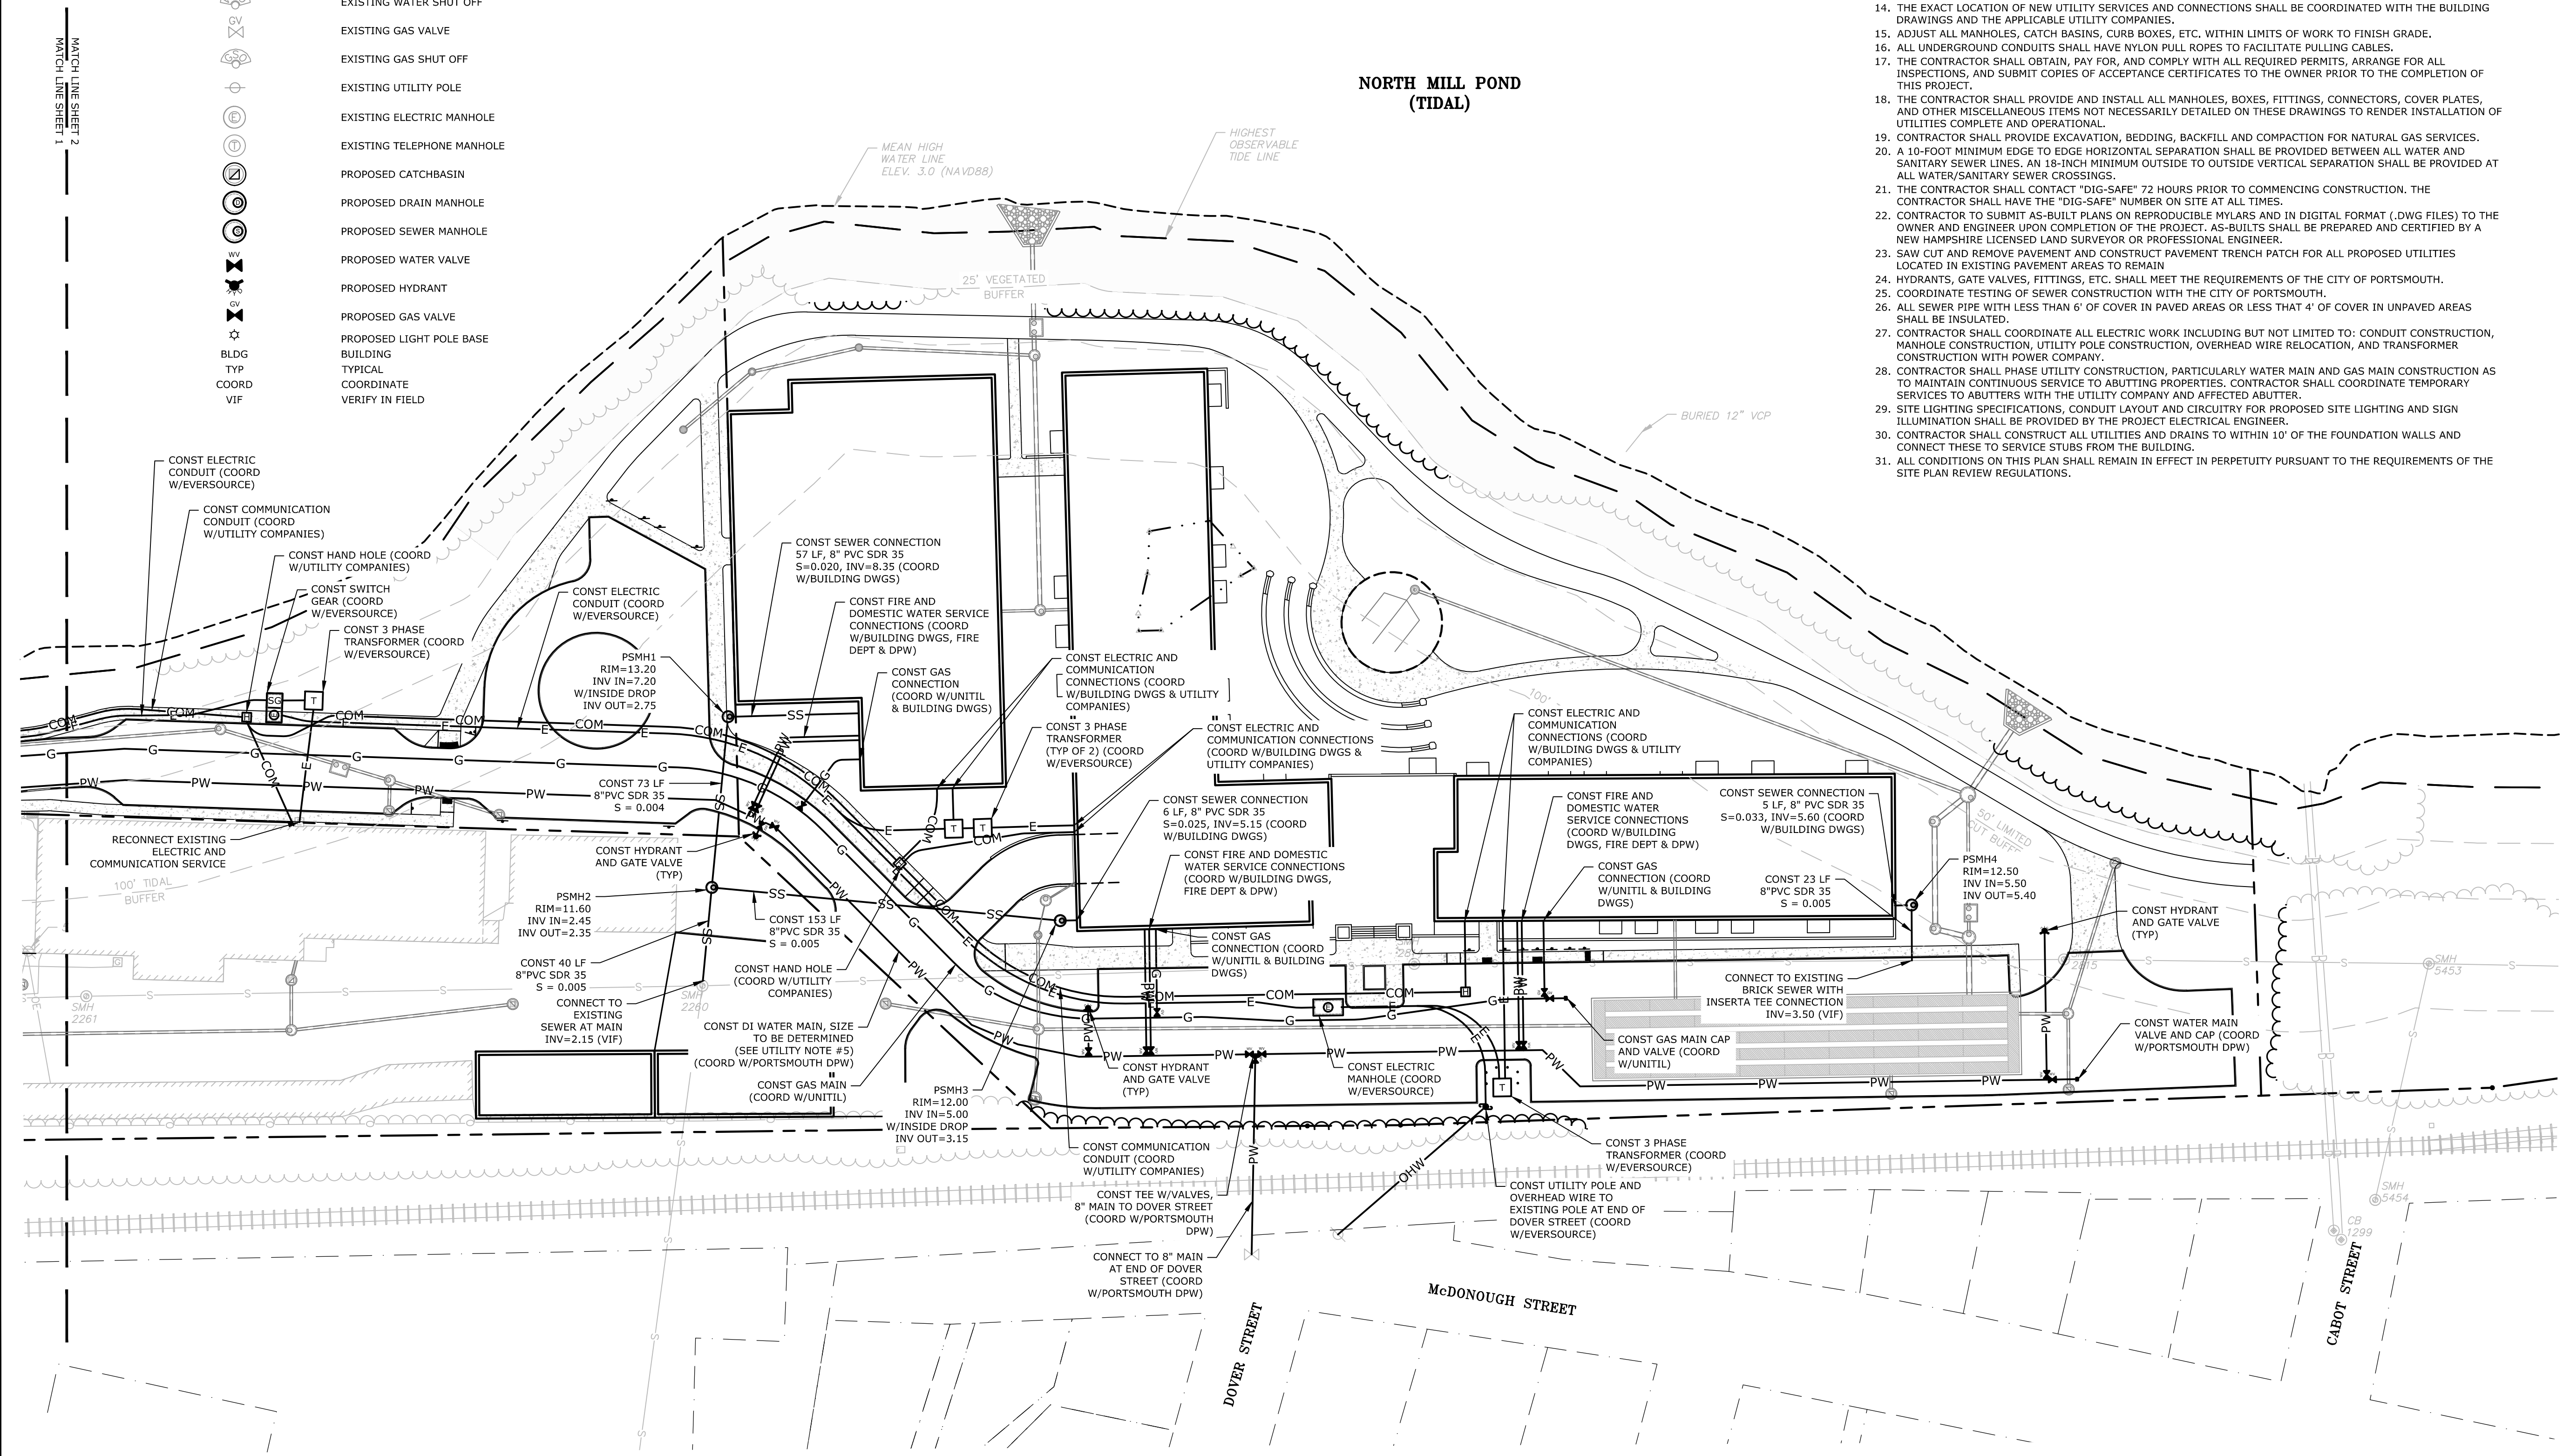 EXISTING WATER SHUT OFF
GV
EXISTING GAS VALVE
GSO
EXISTING GAS SHUT OFF
EXISTING UTILITY POLE
E
EXISTING ELECTRIC MANHOLE
T
EXISTING TELEPHONE MANHOLE
PROPOSED CATCHBASIN
D
PROPOSED DRAIN MANHOLE
S
PROPOSED SEWER MANHOLE
WV
PROPOSED WATER VALVE
PROPOSED HYDRANT
GV
PROPOSED GAS VALVE
PROPOSED LIGHT POLE BASE
BLDG BUILDING
TYP TYPICAL
COORD COORDINATE
VIF VERIFY IN FIELD
MATCH LINE SHEET 2
MATCH LINE SHEET 1
14. THE EXACT LOCATION OF NEW UTILITY SERVICES AND CONNECTIONS SHALL BE COORDINATED WITH THE BUILDING
DRAWINGS AND THE APPLICABLE UTILITY COMPANIES.
15. ADJUST ALL MANHOLES, CATCH BASINS, CURB BOXES, ETC. WITHIN LIMITS OF WORK TO FINISH GRADE.
16. ALL UNDERGROUND CONDUITS SHALL HAVE NYLON PULL ROPES TO FACILITATE PULLING CABLES.
17. THE CONTRACTOR SHALL OBTAIN, PAY FOR, AND COMPLY WITH ALL REQUIRED PERMITS, ARRANGE FOR ALL
INSPECTIONS, AND SUBMIT COPIES OF ACCEPTANCE CERTIFICATES TO THE OWNER PRIOR TO THE COMPLETION OF
THIS PROJECT.
18. THE CONTRACTOR SHALL PROVIDE AND INSTALL ALL MANHOLES, BOXES, FITTINGS, CONNECTORS, COVER PLATES,
AND OTHER MISCELLANEOUS ITEMS NOT NECESSARILY DETAILED ON THESE DRAWINGS TO RENDER INSTALLATION OF
UTILITIES COMPLETE AND OPERATIONAL.
19. CONTRACTOR SHALL PROVIDE EXCAVATION, BEDDING, BACKFILL AND COMPACTION FOR NATURAL GAS SERVICES.
20. A 10-FOOT MINIMUM EDGE TO EDGE HORIZONTAL SEPARATION SHALL BE PROVIDED BETWEEN ALL WATER AND
SANITARY SEWER LINES. AN 18-INCH MINIMUM OUTSIDE TO OUTSIDE VERTICAL SEPARATION SHALL BE PROVIDED AT
ALL WATER/SANITARY SEWER CROSSINGS.
21. THE CONTRACTOR SHALL CONTACT "DIG-SAFE" 72 HOURS PRIOR TO COMMENCING CONSTRUCTION. THE
CONTRACTOR SHALL HAVE THE "DIG-SAFE" NUMBER ON SITE AT ALL TIMES.
22. CONTRACTOR TO SUBMIT AS-BUILT PLANS ON REPRODUCIBLE MYLARS AND IN DIGITAL FORMAT (.DWG FILES) TO THE
OWNER AND ENGINEER UPON COMPLETION OF THE PROJECT. AS-BUILTS SHALL BE PREPARED AND CERTIFIED BY A
NEW HAMPSHIRE LICENSED LAND SURVEYOR OR PROFESSIONAL ENGINEER.
23. SAW CUT AND REMOVE PAVEMENT AND CONSTRUCT PAVEMENT TRENCH PATCH FOR ALL PROPOSED UTILITIES
LOCATED IN EXISTING PAVEMENT AREAS TO REMAIN
24. HYDRANTS, GATE VALVES, FITTINGS, ETC. SHALL MEET THE REQUIREMENTS OF THE CITY OF PORTSMOUTH.
25. COORDINATE TESTING OF SEWER CONSTRUCTION WITH THE CITY OF PORTSMOUTH.
26. ALL SEWER PIPE WITH LESS THAN 6' OF COVER IN PAVED AREAS OR LESS THAT 4' OF COVER IN UNPAVED AREAS
SHALL BE INSULATED.
27. CONTRACTOR SHALL COORDINATE ALL ELECTRIC WORK INCLUDING BUT NOT LIMITED TO: CONDUIT CONSTRUCTION,
MANHOLE CONSTRUCTION, UTILITY POLE CONSTRUCTION, OVERHEAD WIRE RELOCATION, AND TRANSFORMER
CONSTRUCTION WITH POWER COMPANY.
28. CONTRACTOR SHALL PHASE UTILITY CONSTRUCTION, PARTICULARLY WATER MAIN AND GAS MAIN CONSTRUCTION AS
TO MAINTAIN CONTINUOUS SERVICE TO ABUTTING PROPERTIES. CONTRACTOR SHALL COORDINATE TEMPORARY
SERVICES TO ABUTTERS WITH THE UTILITY COMPANY AND AFFECTED ABUTTER.
29. SITE LIGHTING SPECIFICATIONS, CONDUIT LAYOUT AND CIRCUITRY FOR PROPOSED SITE LIGHTING AND SIGN
ILLUMINATION SHALL BE PROVIDED BY THE PROJECT ELECTRICAL ENGINEER.
30. CONTRACTOR SHALL CONSTRUCT ALL UTILITIES AND DRAINS TO WITHIN 10' OF THE FOUNDATION WALLS AND
CONNECT THESE TO SERVICE STUBS FROM THE BUILDING.
31. ALL CONDITIONS ON THIS PLAN SHALL REMAIN IN EFFECT IN PERPETUITY PURSUANT TO THE REQUIREMENTS OF THE
SITE PLAN REVIEW REGULATIONS.
NORTH MILL POND
(TIDAL)
MEAN HIGH
WATER LINE
ELEV. 3.0 (NAVD88)
HIGHEST
OBSERVABLE
TIDE LINE
25' VEGETATED
BUFFER
BURIED 12" VCP
CONST ELECTRIC
CONDUIT (COORD
W/EVERSOURCE)
CONST COMMUNICATION
CONDUIT (COORD
W/UTILITY COMPANIES)
CONST HAND HOLE (COORD
W/UTILITY COMPANIES)
CONST SWITCH
GEAR (COORD
W/EVERSOURCE)
CONST 3 PHASE
TRANSFORMER (COORD
W/EVERSOURCE)
CONST ELECTRIC
CONDUIT (COORD
W/EVERSOURCE)
PSMH1
RIM=13.20
INV IN=7.20
W/INSIDE DROP
INV OUT=2.75
CONST SEWER CONNECTION
57 LF, 8" PVC SDR 35
S=0.020, INV=8.35 (COORD
W/BUILDING DWGS)
CONST FIRE AND
DOMESTIC WATER SERVICE
CONNECTIONS (COORD
W/BUILDING DWGS, FIRE
DEPT & DPW)
CONST GAS
CONNECTION
(COORD W/UNITIL
& BUILDING DWGS)
CONST ELECTRIC AND
COMMUNICATION
CONNECTIONS (COORD
W/BUILDING DWGS & UTILITY
COMPANIES)
CONST 3 PHASE
TRANSFORMER
(TYP OF 2) (COORD
W/EVERSOURCE)
CONST ELECTRIC AND
COMMUNICATION CONNECTIONS
(COORD W/BUILDING DWGS &
UTILITY COMPANIES)
CONST ELECTRIC AND
COMMUNICATION
CONNECTIONS (COORD
W/BUILDING DWGS & UTILITY
COMPANIES)
100'
CONST 73 LF
8"PVC SDR 35
S = 0.004
CONST SEWER CONNECTION
6 LF, 8" PVC SDR 35
S=0.025, INV=5.15 (COORD
W/BUILDING DWGS)
CONST FIRE AND
DOMESTIC WATER
SERVICE CONNECTIONS
(COORD W/BUILDING
DWGS, FIRE DEPT & DPW)
CONST SEWER CONNECTION
5 LF, 8" PVC SDR 35
S=0.033, INV=5.60 (COORD
W/BUILDING DWGS)
50' LIMITED
CUT BUFFER
RECONNECT EXISTING
ELECTRIC AND
COMMUNICATION SERVICE
100' TIDAL
BUFFER
CONST HYDRANT
AND GATE VALVE
(TYP)
CONST FIRE AND DOMESTIC
WATER SERVICE CONNECTIONS
(COORD W/BUILDING DWGS,
FIRE DEPT & DPW)
CONST GAS
CONNECTION (COORD
W/UNITIL & BUILDING
DWGS)
CONST 23 LF
8"PVC SDR 35
S = 0.005
PSMH4
RIM=12.50
INV IN=5.50
INV OUT=5.40
PSMH2
RIM=11.60
INV IN=2.45
INV OUT=2.35
CONST 153 LF
8"PVC SDR 35
S = 0.005
CONST GAS
CONNECTION (COORD
W/UNITIL & BUILDING
DWGS)
CONST HYDRANT
AND GATE VALVE
(TYP)
CONST 40 LF
8"PVC SDR 35
S = 0.005
CONST HAND HOLE
(COORD W/UTILITY
COMPANIES)
CONNECT TO EXISTING
BRICK SEWER WITH
INSERTA TEE CONNECTION
INV=3.50 (VIF)
SMH
5453
CONNECT TO
EXISTING
SEWER AT MAIN
INV=2.15 (VIF)
SMH
2261
SMH
2260
CONST DI WATER MAIN, SIZE
TO BE DETERMINED
(SEE UTILITY NOTE #5)
(COORD W/PORTSMOUTH DPW)
CONST GAS MAIN
(COORD W/UNITIL)
PSMH3
RIM=12.00
INV IN=5.00
W/INSIDE DROP
INV OUT=3.15
CONST HYDRANT
AND GATE VALVE
(TYP)
CONST ELECTRIC
MANHOLE (COORD
W/EVERSOURCE)
CONST GAS MAIN CAP
AND VALVE (COORD
W/UNITIL)
CONST WATER MAIN
VALVE AND CAP (COORD
W/PORTSMOUTH DPW)
CONST COMMUNICATION
CONDUIT (COORD
W/UTILITY COMPANIES)
CONST TEE W/VALVES,
8" MAIN TO DOVER STREET
(COORD W/PORTSMOUTH
DPW)
CONNECT TO 8" MAIN
AT END OF DOVER
STREET (COORD
W/PORTSMOUTH DPW)
CONST 3 PHASE
TRANSFORMER (COORD
W/EVERSOURCE)
CONST UTILITY POLE AND
OVERHEAD WIRE TO
EXISTING POLE AT END OF
DOVER STREET (COORD
W/EVERSOURCE)
OHW
SMH
5454
CB
1299
McDONOUGH STREET
DOVER STREET
CABOT STREET